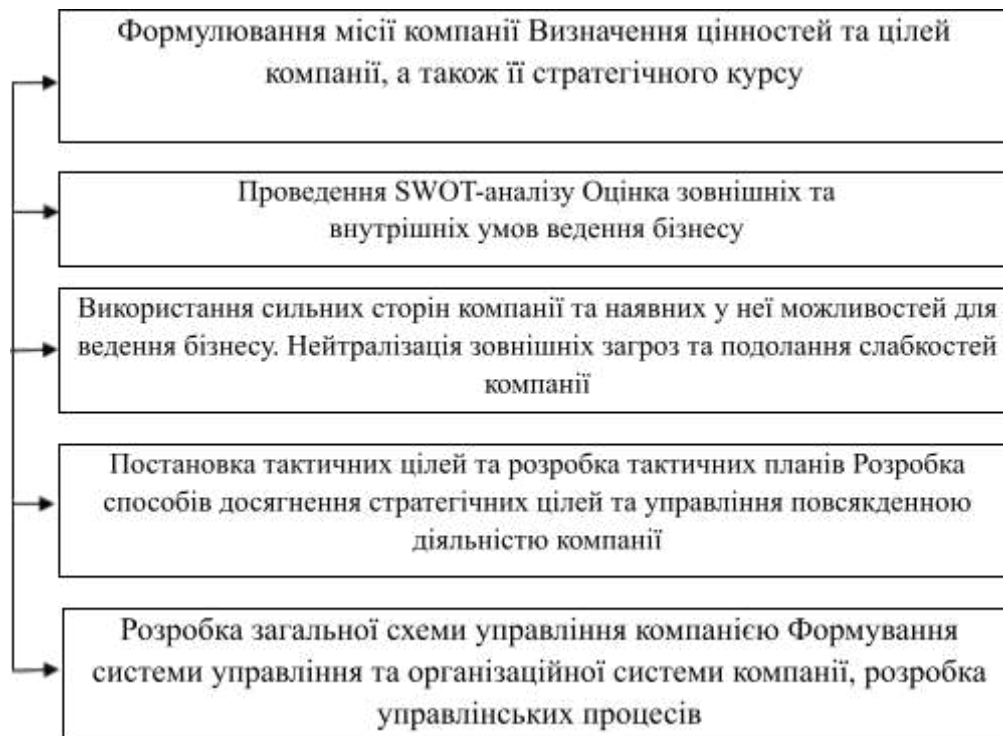 Формулювання місії компанії Визначення цінностей та цілей
компанії, а також її стратегічного курсу
Проведення SWOT-аналізу Оцінка зовнішніх та
внутрішніх умов ведення бізнесу
Використання сильних сторін компанії та наявних у неї можливостей для
ведення бізнесу. Нейтралізація зовнішніх загроз та подолання слабкостей
компанії
Постановка тактичних цілей та розробка тактичних планів Розробка
способів досягнення стратегічних цілей та управління повсякденною
діяльністю компанії
Розробка загальної схеми управління компанією Формування
системи управління та організаційної системи компанії, розробка
управлінських процесів